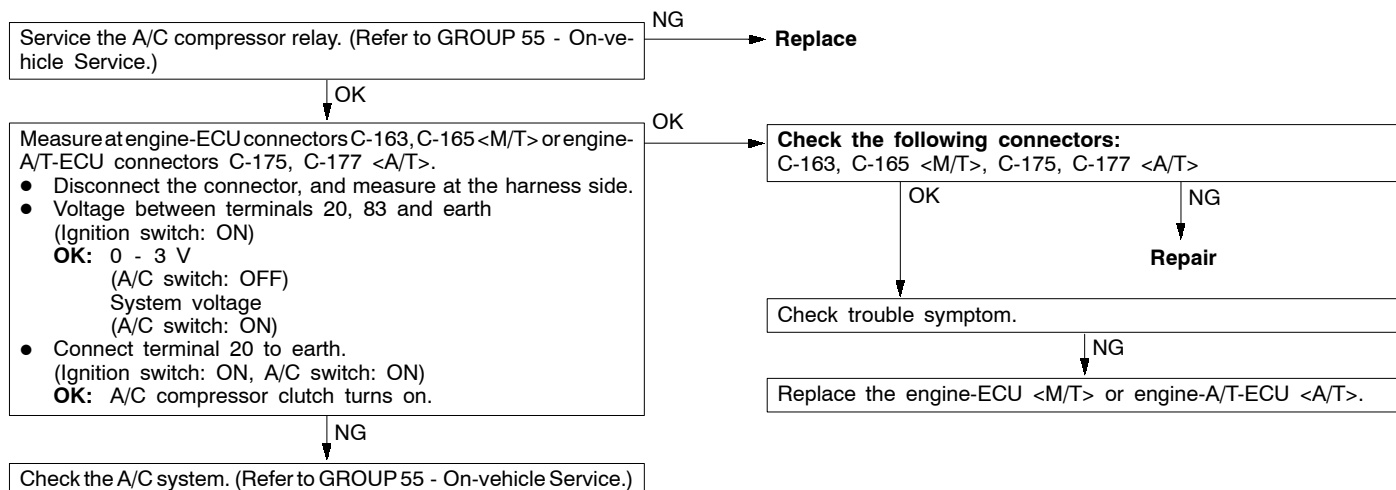 Service the A/C compressor relay. (Refer to GROUP 55 - On-ve-
hicle Service.)
NG
Replace
OK
Measure at engine-ECU connectors C-163, C-165 <M/T> or engine-
A/T-ECU connectors C-175, C-177 <A/T>.
● Disconnect the connector, and measure at the harness side.
● Voltage between terminals 20, 83 and earth
(Ignition switch: ON)
OK: 0 - 3 V
(A/C switch: OFF)
System voltage
(A/C switch: ON)
● Connect terminal 20 to earth.
(Ignition switch: ON, A/C switch: ON)
OK: A/C compressor clutch turns on.
OK
Check the following connectors:
C-163, C-165 <M/T>, C-175, C-177 <A/T>
OK
NG
Repair
Check trouble symptom.
NG
Replace the engine-ECU <M/T> or engine-A/T-ECU <A/T>.
NG
Check the A/C system. (Refer to GROUP 55 - On-vehicle Service.)